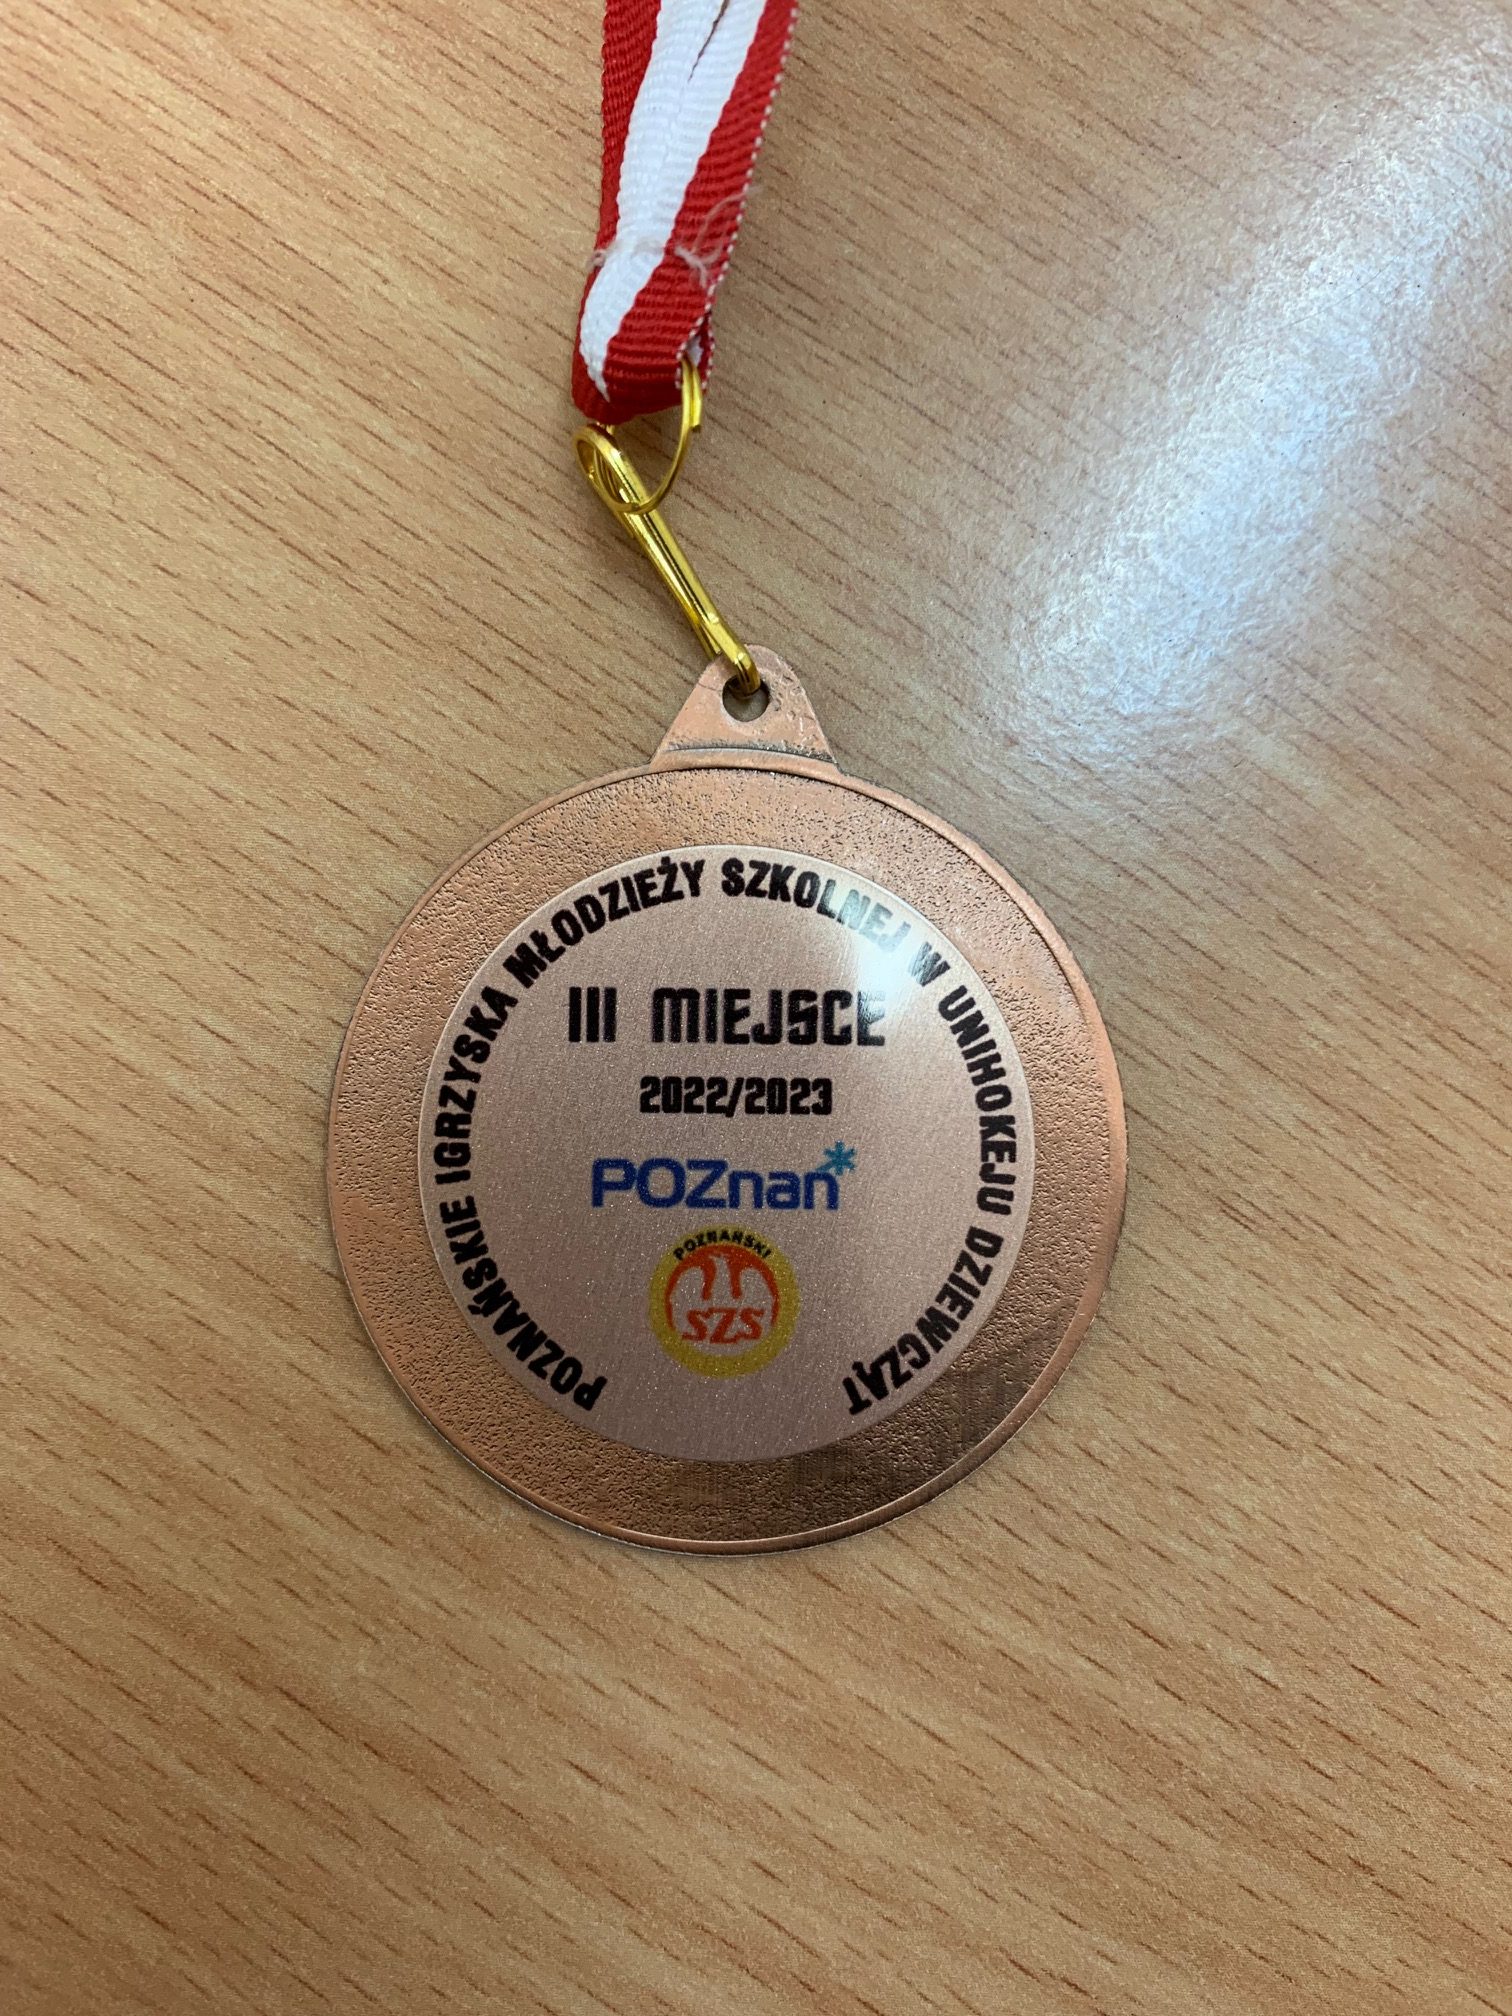 POZNAŃSKIE IGRZYSKA MŁODZIEŻY SZKOLNEJ W UNIHOKEJU DZIEWCZĄT
III MIEJSCE
2022/2023
POZnan*
POZNAŃSKI
SZS